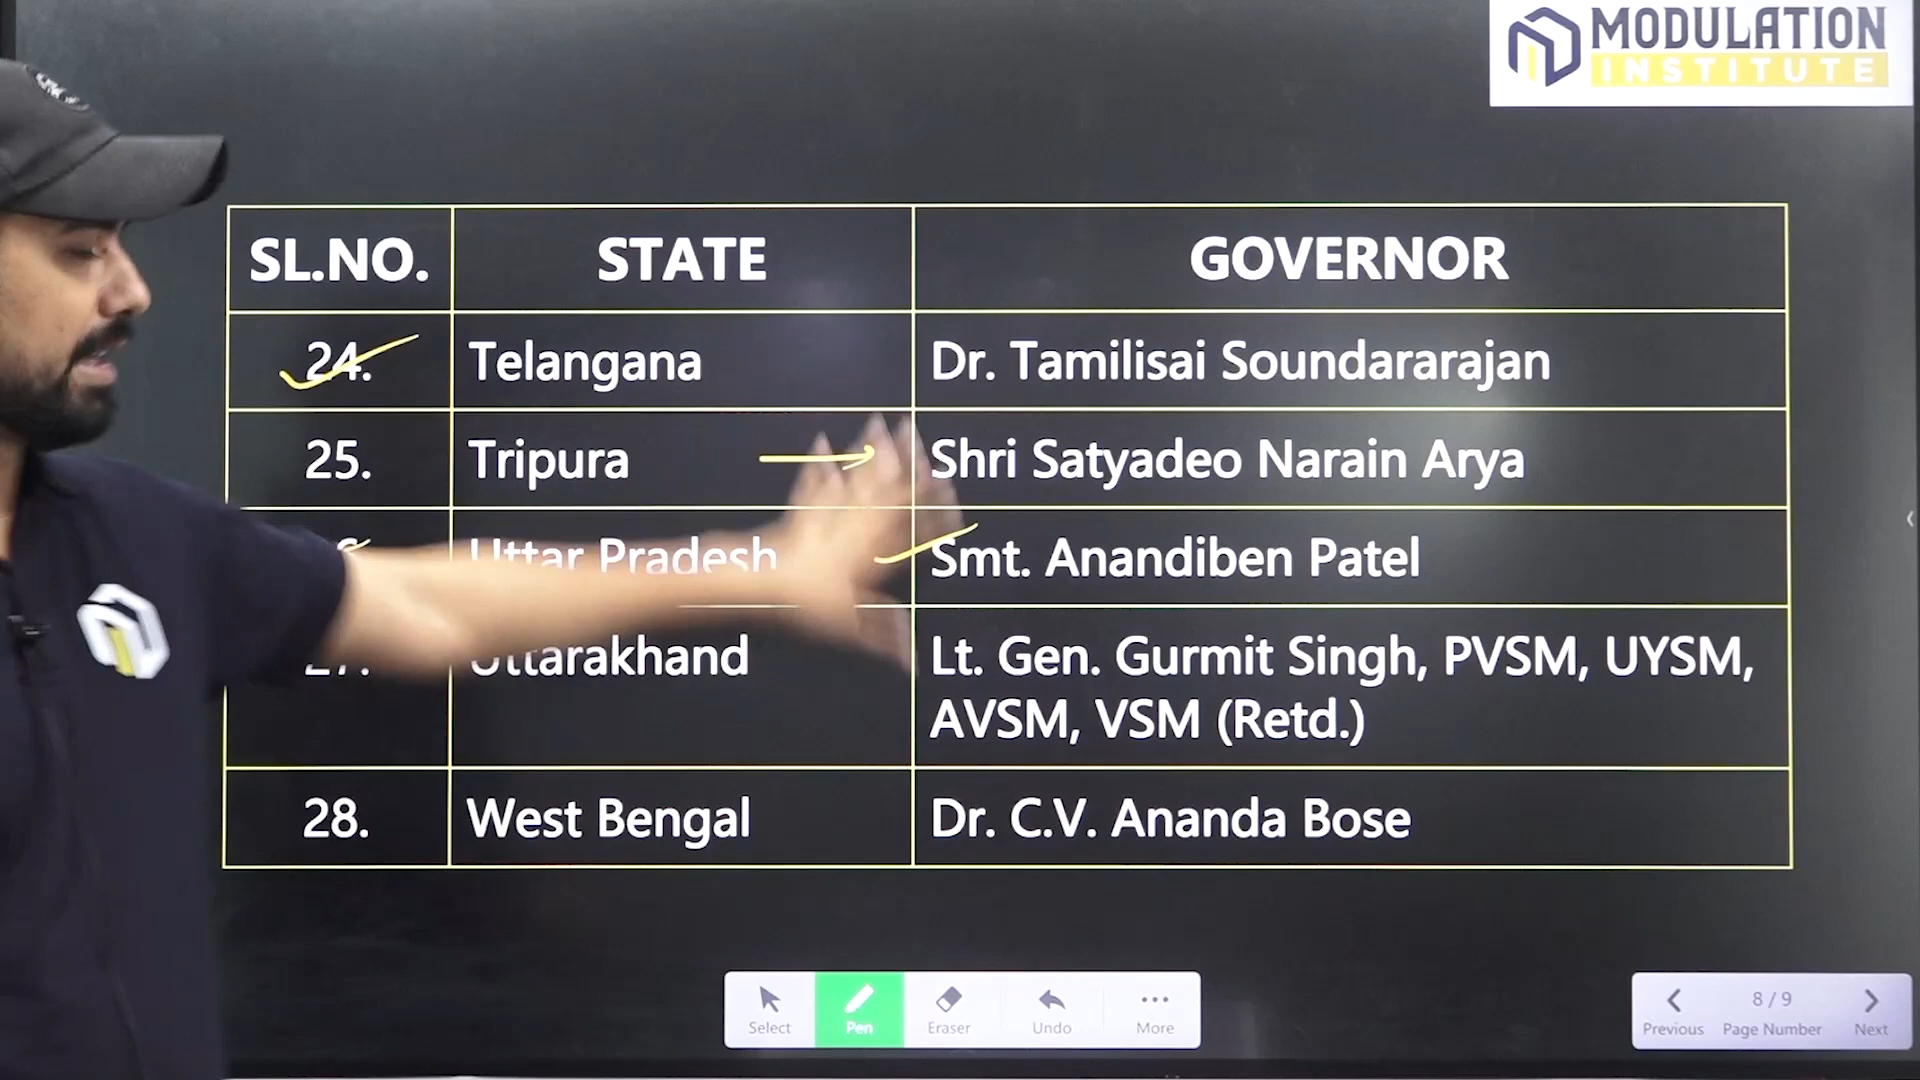 MODULATION
INSTITUTE
SL.NO. STATE GOVERNOR
24. Telangana Dr. Tamilisai Soundararajan
25. Tripura Shri Satyadeo Narain Arya
Uttar Pradesh Smt. Anandiben Patel
27. Uttarakhand Lt. Gen. Gurmit Singh, PVSM, UYSM,
AVSM, VSM (Retd.)
28. West Bengal Dr. C.V. Ananda Bose
Select Pen Eraser Undo More
8 / 9
Previous Page Number Next